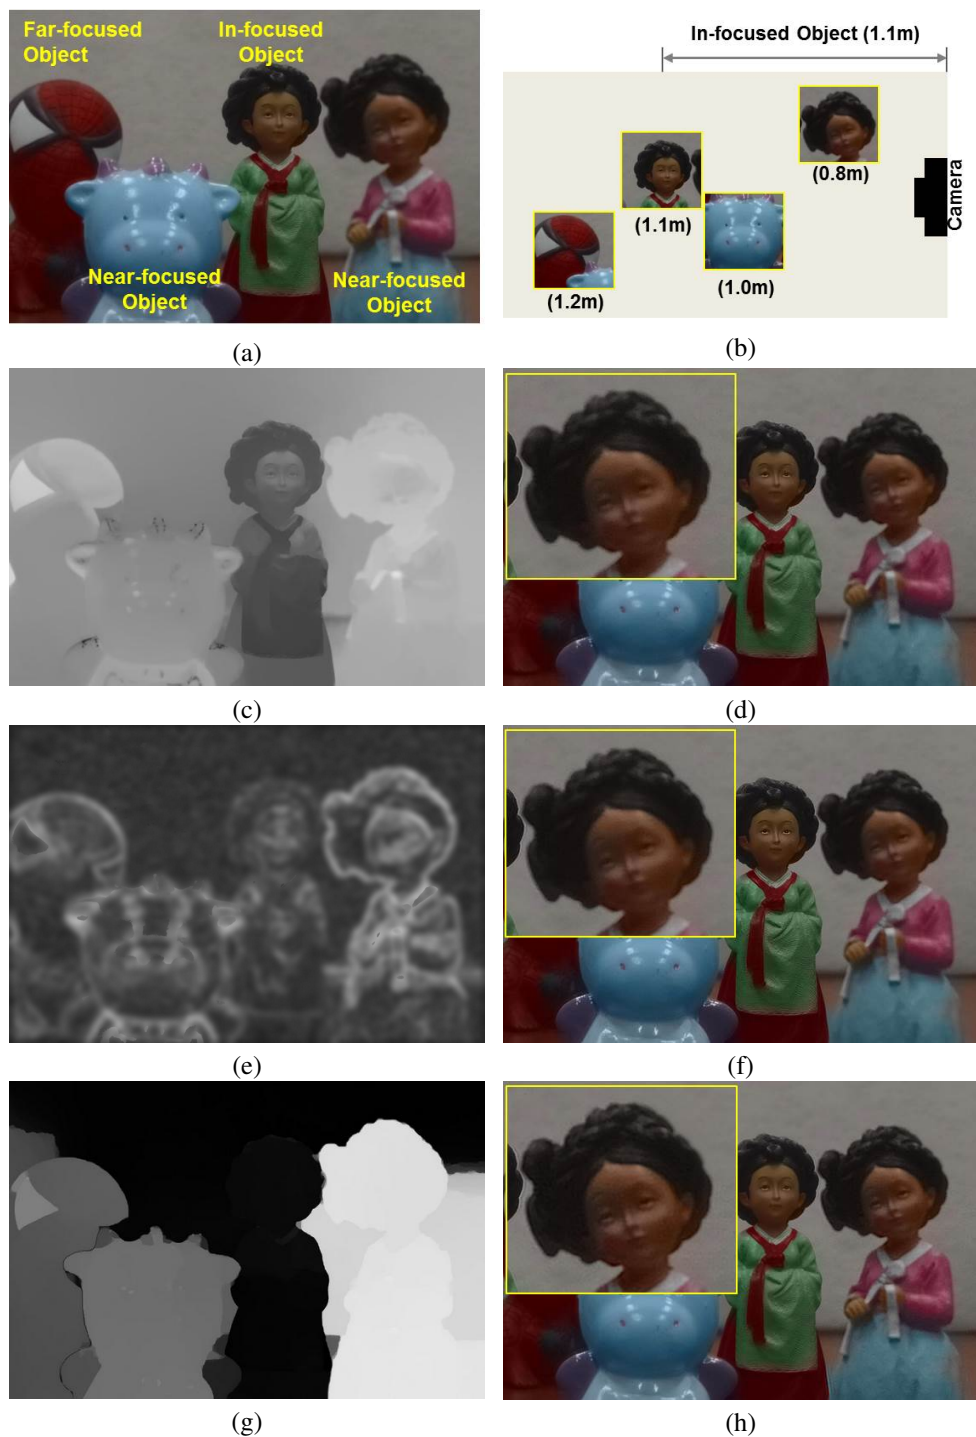 Far-focused
Object
In-focused
Object
Near-focused
Object
Near-focused
Object
(a)
In-focused Object (1.1m)
(0.8m)
(1.1m)
(1.0m)
(1.2m)
Camera
(b)
(c)
(d)
(e)
(f)
(g)
(h)